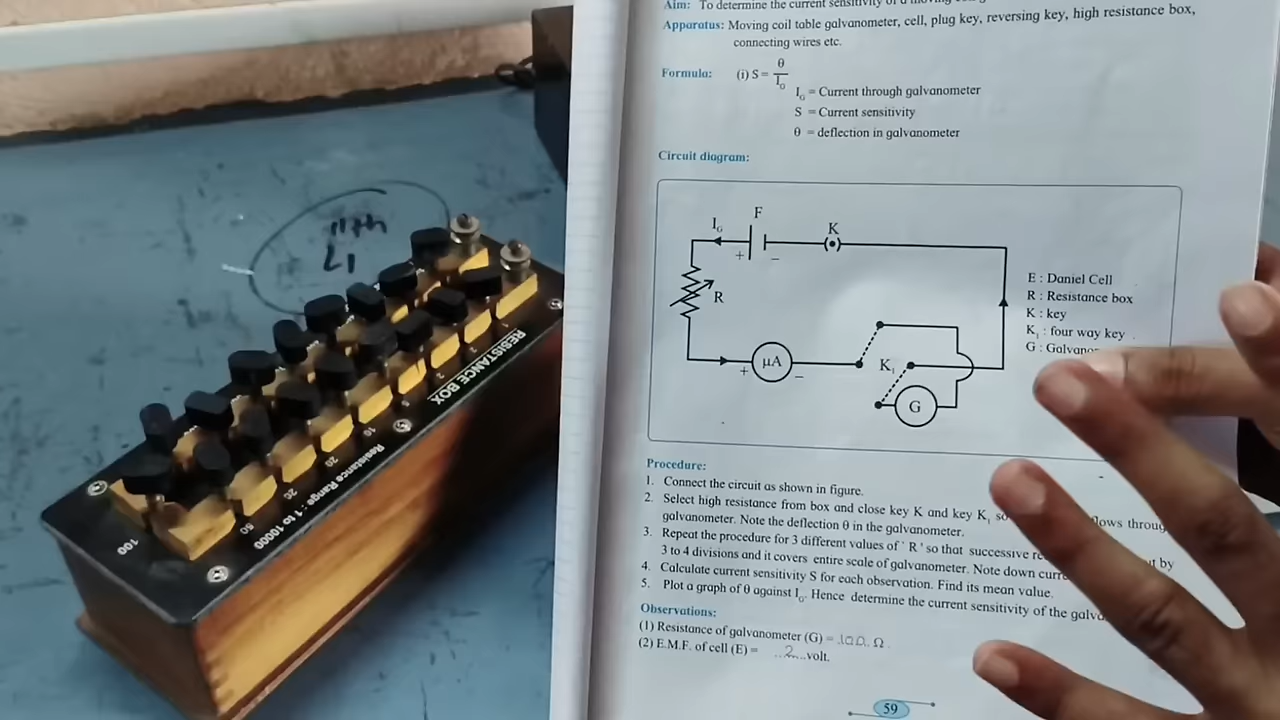 Aim: To determine the current sensitivity of a moving
Apparatus: Moving coil table galvanometer, cell, plug key, reversing key, high resistance box,
connecting wires etc.
Formula: (i) S = θ / I_G
I_G = Current through galvanometer
S = Current sensitivity
θ = deflection in galvanometer
Circuit diagram:
I_G
F
K
+
−
R
E : Daniel Cell
R : Resistance box
K : key
K₁ : four way key
G : Galvano
μA
+
−
K₁
G
Procedure:
1. Connect the circuit as shown in figure.
2. Select high resistance from box and close key K and key K₁ so
galvanometer. Note the deflection θ in the galvanometer.
3. Repeat the procedure for 3 different values of ' R ' so that successive
3 to 4 divisions and it covers entire scale of galvanometer. Note down
4. Calculate current sensitivity S for each observation. Find its mean value.
5. Plot a graph of θ against I_G. Hence determine the current sensitivity of the
Observations:
(1) Resistance of galvanometer (G) = 100 Ω
(2) E.M.F. of cell (E) = ...2...volt.
59
RESISTANCE BOX
Resistance Range : 1 to 10000
1
2
2
5
10
20
20
50
100
17